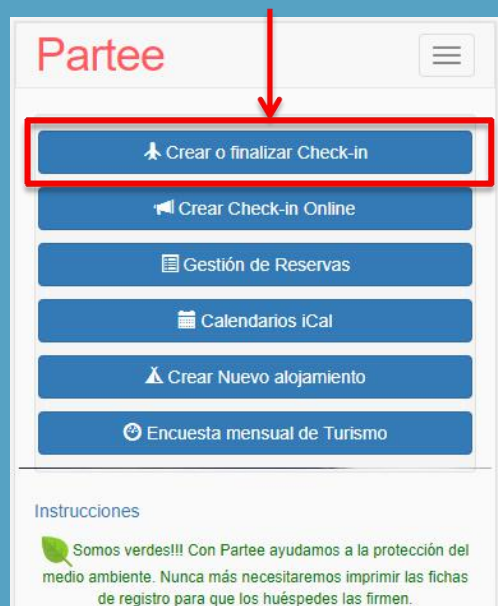 Partee
Crear o finalizar Check-in
Crear Check-in Online
Gestión de Reservas
Calendarios iCal
Crear Nuevo alojamiento
Encuesta mensual de Turismo
Instrucciones
Somos verdes!!! Con Partee ayudamos a la protección del
medio ambiente. Nunca más necesitaremos imprimir las fichas
de registro para que los huéspedes las firmen.